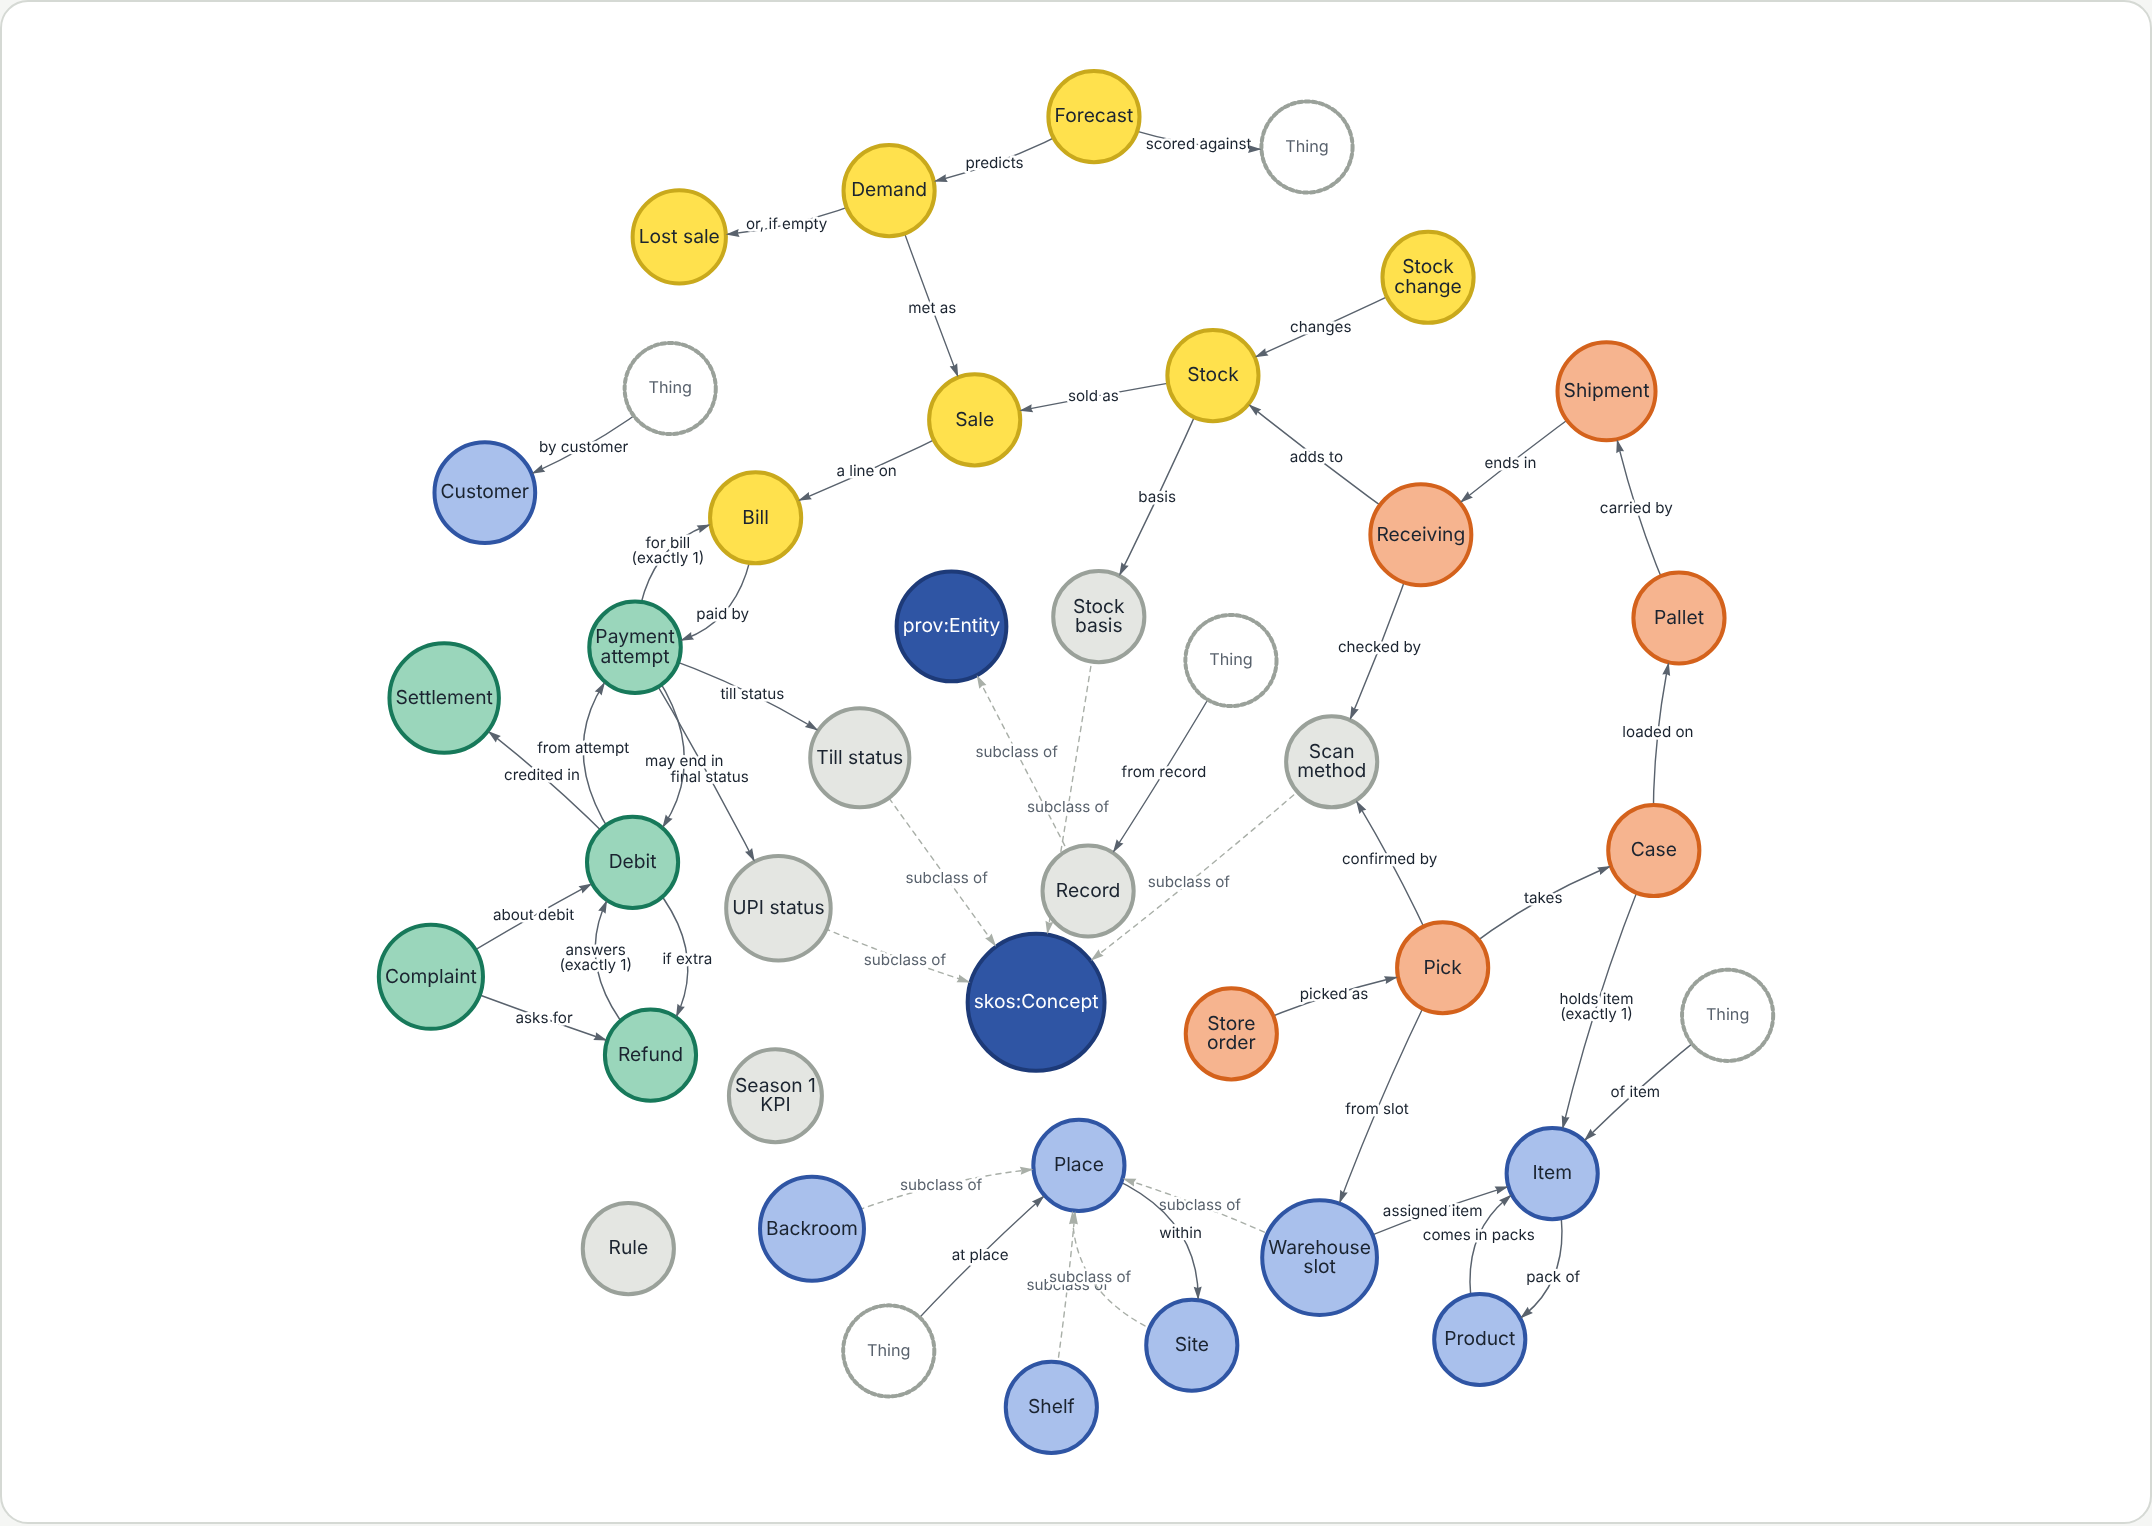 Forecast
scored against
Thing
predicts
Demand
or, if empty
Lost sale
met as
Stock
change
changes
Stock
sold as
Sale
Shipment
Thing
by customer
Customer
a line on
Bill
adds to
ends in
Receiving
carried by
basis
for bill
(exactly 1)
paid by
Payment
attempt
prov:Entity
Stock
basis
Thing
Pallet
checked by
Settlement
till status
from attempt
credited in
may end in
final status
Till status
subclass of
from record
Scan
method
loaded on
subclass of
Debit
subclass of
Record
subclass of
confirmed by
Case
takes
about debit
UPI status
answers
(exactly 1)
if extra
subclass of
Complaint
asks for
Refund
skos:Concept
Pick
picked as
Store
order
holds item
(exactly 1)
Thing
Season 1
KPI
of item
from slot
Place
Item
subclass of
Backroom
subclass of
within
assigned item
comes in packs
Rule
at place
Warehouse
slot
subclass of
subclass of
pack of
Thing
Site
Product
Shelf